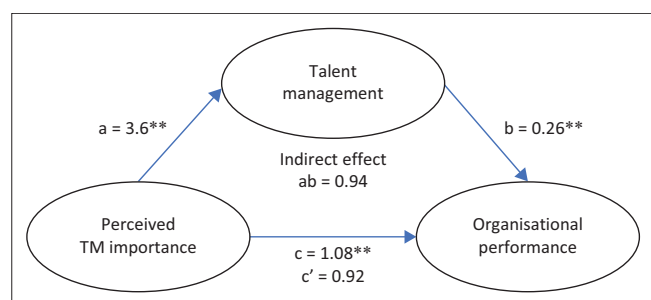 Talent
management
a = 3.6**
b = 0.26**
Indirect effect
ab = 0.94
Perceived
TM importance
Organisational
performance
c = 1.08**
c’ = 0.92